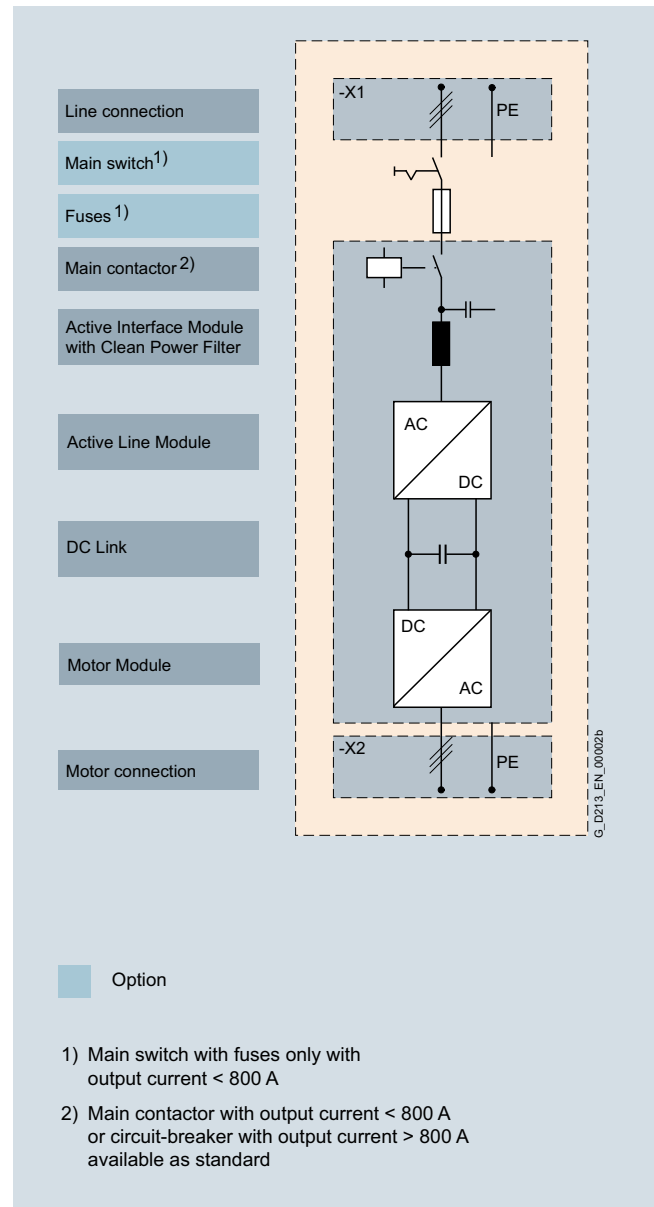 Line connection
Main switch1)
Fuses 1)
Main contactor 2)
Active Interface Module
with Clean Power Filter
Active Line Module
DC Link
Motor Module
Motor connection
-X1
PE
AC
DC
DC
AC
-X2
PE
G_D213_EN_00002b
Option
1) Main switch with fuses only with
output current < 800 A
2) Main contactor with output current < 800 A
or circuit-breaker with output current > 800 A
available as standard